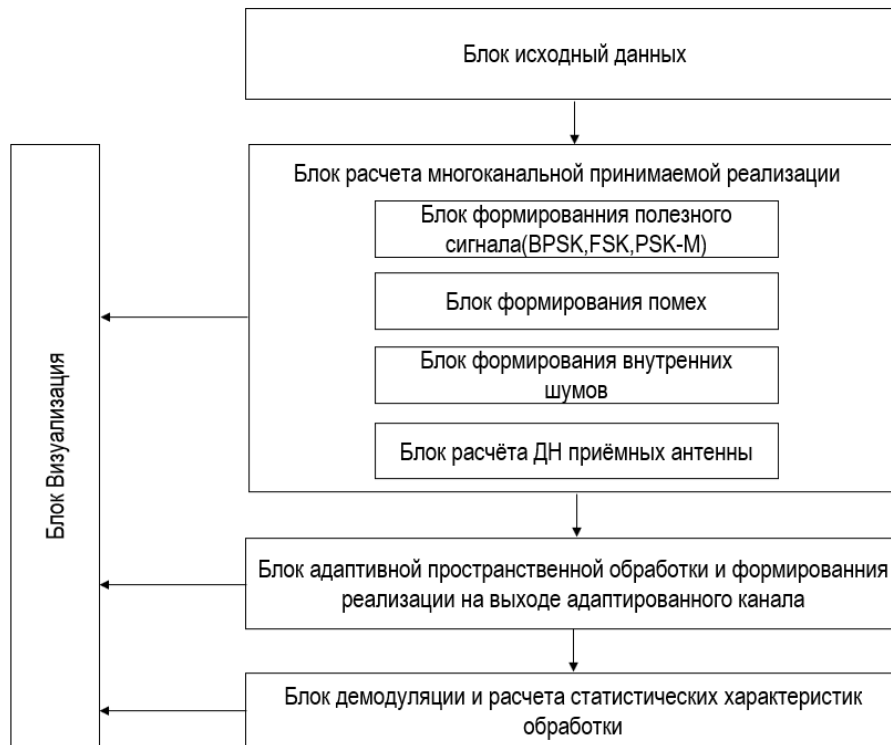 Блок исходный данных
Блок расчета многоканальной принимаемой реализации
Блок формированния полезного
сигнала(BPSK,FSK,PSK-M)
Блок формирования помех
Блок формирования внутренних
шумов
Блок расчёта ДН приёмных антенны
Блок Визуализация
Блок адаптивной пространственной обработки и формированния
реализации на выходе адаптированного канала
Блок демодуляции и расчета статистических характеристик
обработки